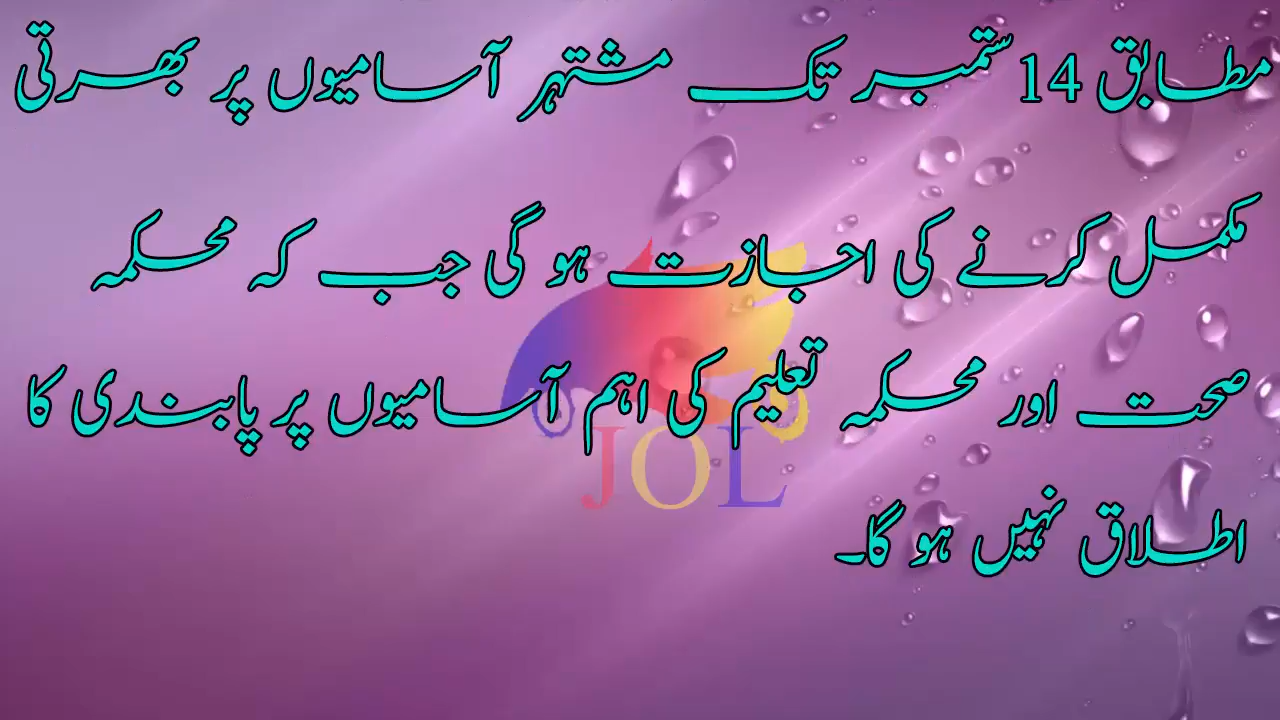 مطابق 14 ستمبر تک مشتہر آسامیوں پر بھرتی
مکمل کرنے کی اجازت ہو گی جب کہ محکمہ
صحت اور محکمہ تعلیم کی اہم آسامیوں پر پابندی کا
اطلاق نہیں ہو گا۔
JOL